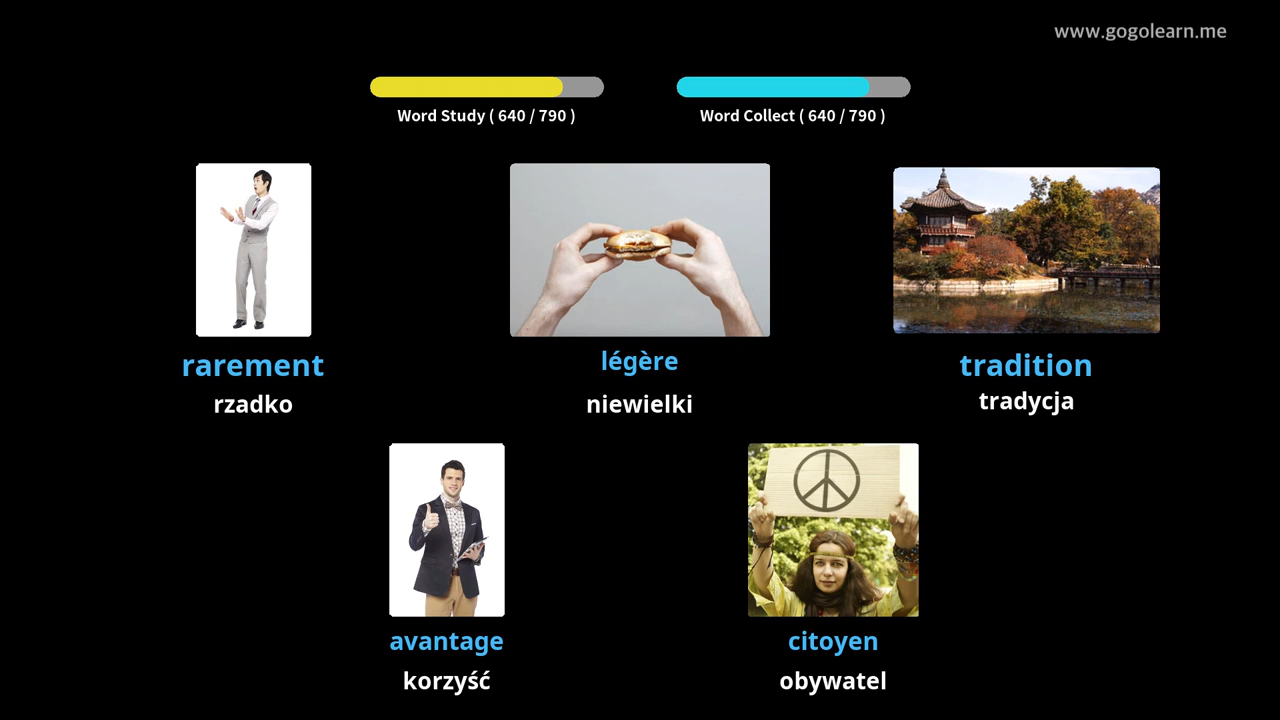 www.gogolearn.me
Word Study ( 640 / 790 )
Word Collect ( 640 / 790 )
rarement
rzadko
légère
niewielki
tradition
tradycja
avantage
korzyść
citoyen
obywatel